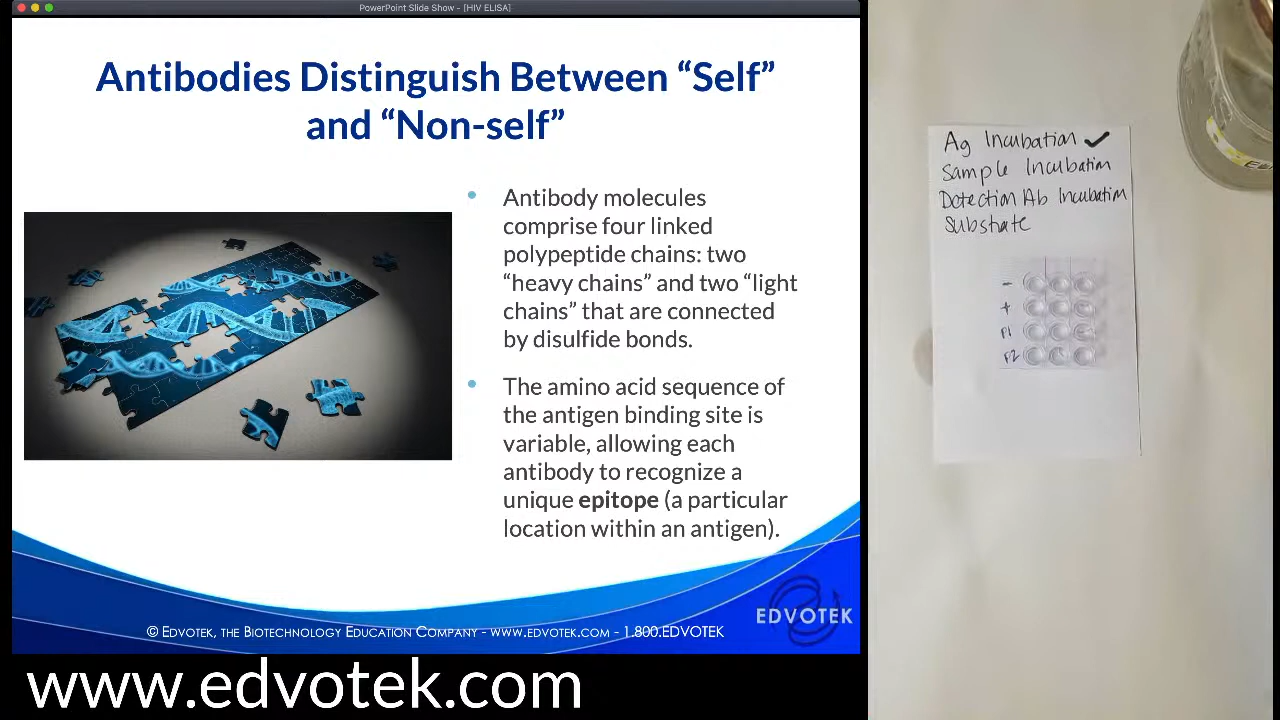 PowerPoint Slide Show - [HIV ELISA]
Antibodies Distinguish Between “Self”
and “Non-self”
• Antibody molecules
comprise four linked
polypeptide chains: two
“heavy chains” and two “light
chains” that are connected
by disulfide bonds.
• The amino acid sequence of
the antigen binding site is
variable, allowing each
antibody to recognize a
unique epitope (a particular
location within an antigen).
EDVOTEK
© EDVOTEK, THE BIOTECHNOLOGY EDUCATION COMPANY - WWW.EDVOTEK.COM - 1.800.EDVOTEK
www.edvotek.com
Ag Incubation ✓
Sample Incubation
Detection Ab Incubation
Substrate
-
+
P1
P2